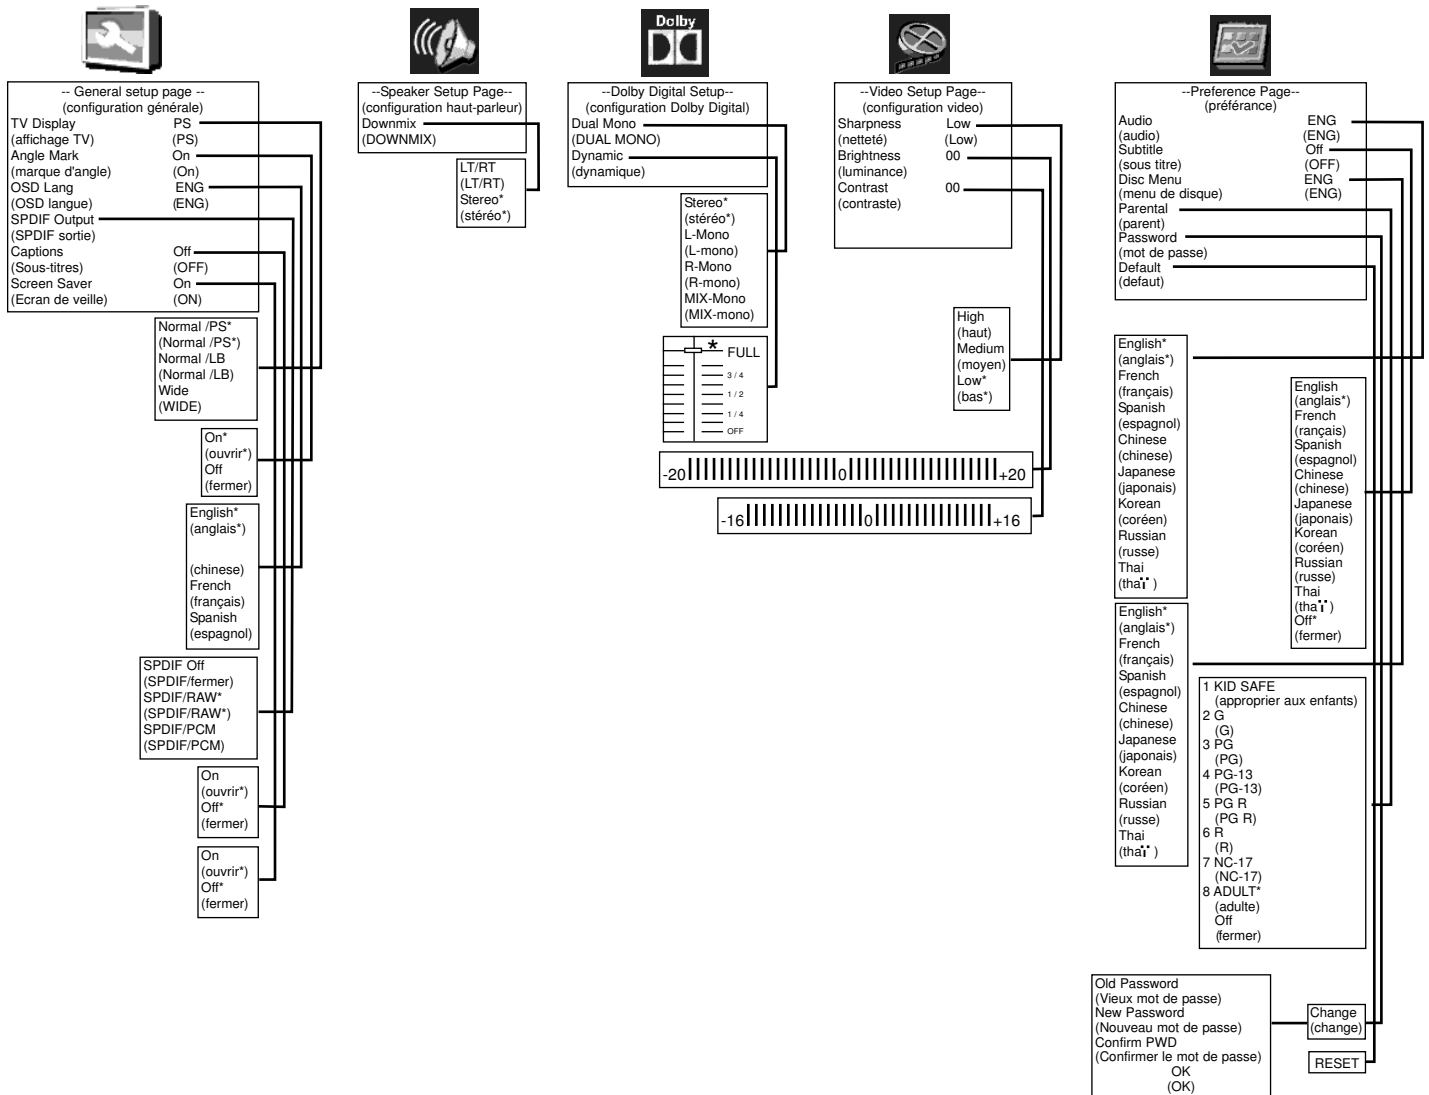 Dolby
-- General setup page --
(configuration générale)
TV Display PS
(affichage TV) (PS)
Angle Mark On
(marque d'angle) (On)
OSD Lang ENG
(OSD langue) (ENG)
SPDIF Output
(SPDIF sortie)
Captions Off
(Sous-titres) (OFF)
Screen Saver On
(Ecran de veille) (ON)
Normal /PS*
(Normal /PS*)
Normal /LB
(Normal /LB)
Wide
(WIDE)
On*
(ouvrir*)
Off
(fermer)
English*
(anglais*)
(chinese)
French
(français)
Spanish
(espagnol)
SPDIF Off
(SPDIF/fermer)
SPDIF/RAW*
(SPDIF/RAW*)
SPDIF/PCM
(SPDIF/PCM)
On
(ouvrir*)
Off*
(fermer)
On
(ouvrir*)
Off*
(fermer)
--Speaker Setup Page--
(configuration haut-parleur)
Downmix
(DOWNMIX)
LT/RT
(LT/RT)
Stereo*
(stéréo*)
--Dolby Digital Setup--
(configuration Dolby Digital)
Dual Mono
(DUAL MONO)
Dynamic
(dynamique)
Stereo*
(stéréo*)
L-Mono
(L-mono)
R-Mono
(R-mono)
MIX-Mono
(MIX-mono)
* FULL
3 / 4
1 / 2
1 / 4
OFF
--Video Setup Page--
(configuration video)
Sharpness Low
(netteté) (Low)
Brightness 00
(luminance)
Contrast 00
(contraste)
High
(haut)
Medium
(moyen)
Low*
(bas*)
-20 0 +20
-16 0 +16
--Preference Page--
(préférance)
Audio ENG
(audio) (ENG)
Subtitle Off
(sous titre) (OFF)
Disc Menu ENG
(menu de disque) (ENG)
Parental
(parent)
Password
(mot de passe)
Default
(defaut)
English*
(anglais*)
French
(français)
Spanish
(espagnol)
Chinese
(chinese)
Japanese
(japonais)
Korean
(coréen)
Russian
(russe)
Thai
(thaï )
English
(anglais*)
French
(rançais)
Spanish
(espagnol)
Chinese
(chinese)
Japanese
(japonais)
Korean
(coréen)
Russian
(russe)
Thai
(thaï )
Off*
(fermer)
English*
(anglais*)
French
(français)
Spanish
(espagnol)
Chinese
(chinese)
Japanese
(japonais)
Korean
(coréen)
Russian
(russe)
Thai
(thaï )
1 KID SAFE
(approprier aux enfants)
2 G
(G)
3 PG
(PG)
4 PG-13
(PG-13)
5 PG R
(PG R)
6 R
(R)
7 NC-17
(NC-17)
8 ADULT*
(adulte)
Off
(fermer)
Old Password
(Vieux mot de passe)
New Password
(Nouveau mot de passe)
Confirm PWD
(Confirmer le mot de passe)
OK
(OK)
Change
(change)
RESET